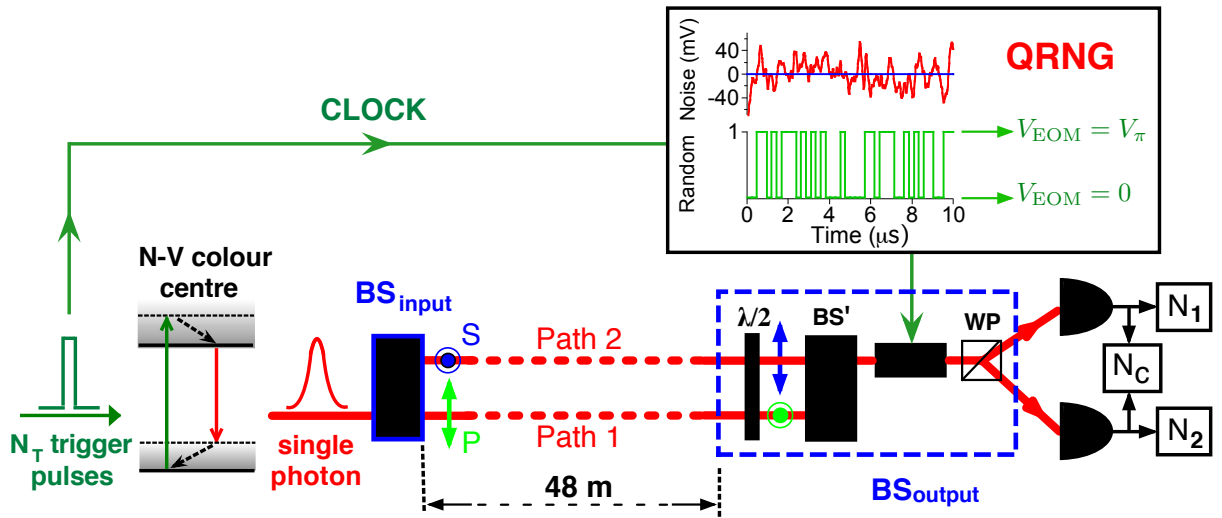 QRNG
Noise (mV)
40
0
-40
Random
1
0 2 4 6 8 10
Time (μs)
V_EOM = V_π
V_EOM = 0
CLOCK
N-V colour
centre
N_T trigger
pulses
single
photon
BS_input
S
P
Path 2
Path 1
48 m
λ/2
BS'
WP
BS_output
N_1
N_C
N_2